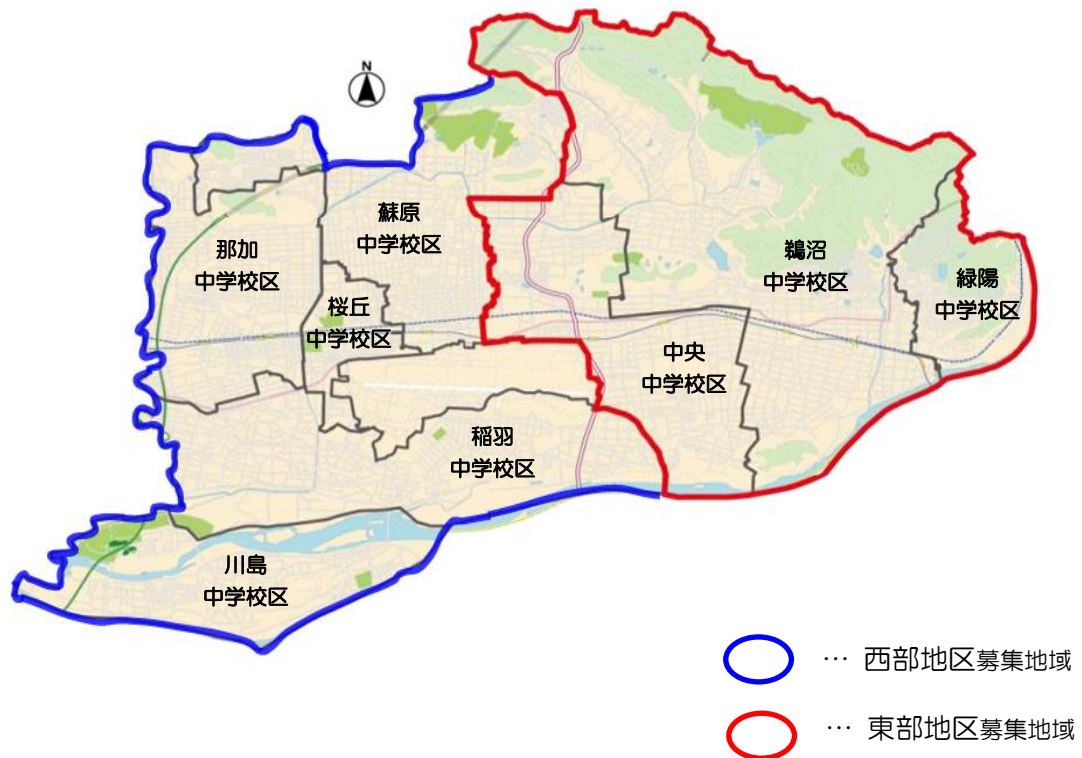 N
蘇原
中学校区
那加
中学校区
鵜沼
中学校区
緑陽
中学校区
桜丘
中学校区
中央
中学校区
稲羽
中学校区
川島
中学校区
… 西部地区募集地域
… 東部地区募集地域